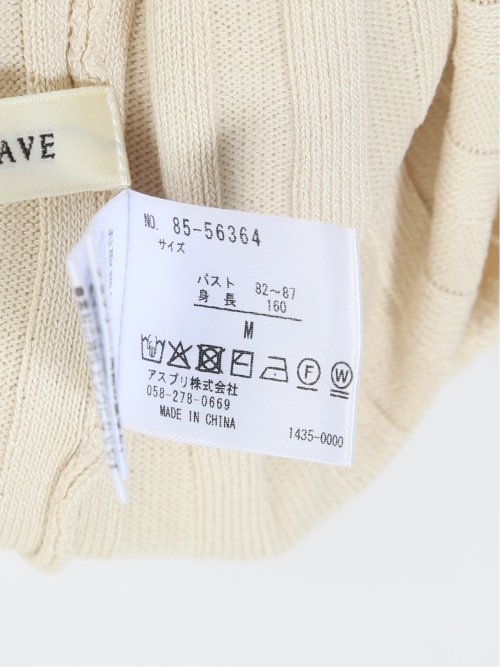 AVE
NO. 85-56364
サイズ
バスト 82～87
身長 160
M
F W
アスプリ株式会社
058-278-0669
MADE IN CHINA
1435-0000